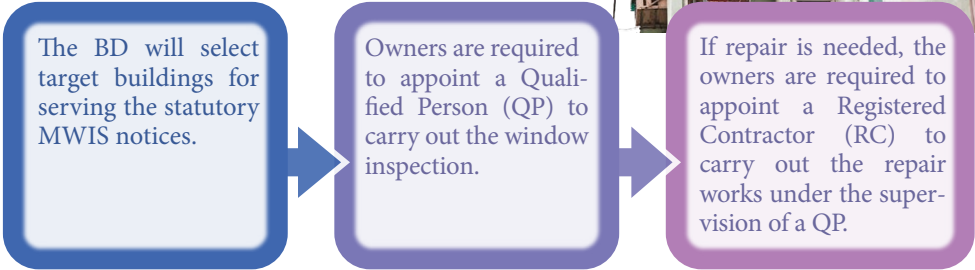 The BD will select
target buildings for
serving the statutory
MWIS notices.
Owners are required
to appoint a Quali-
fied Person (QP) to
carry out the window
inspection.
If repair is needed, the
owners are required to
appoint a Registered
Contractor (RC) to
carry out the repair
works under the super-
vision of a QP.